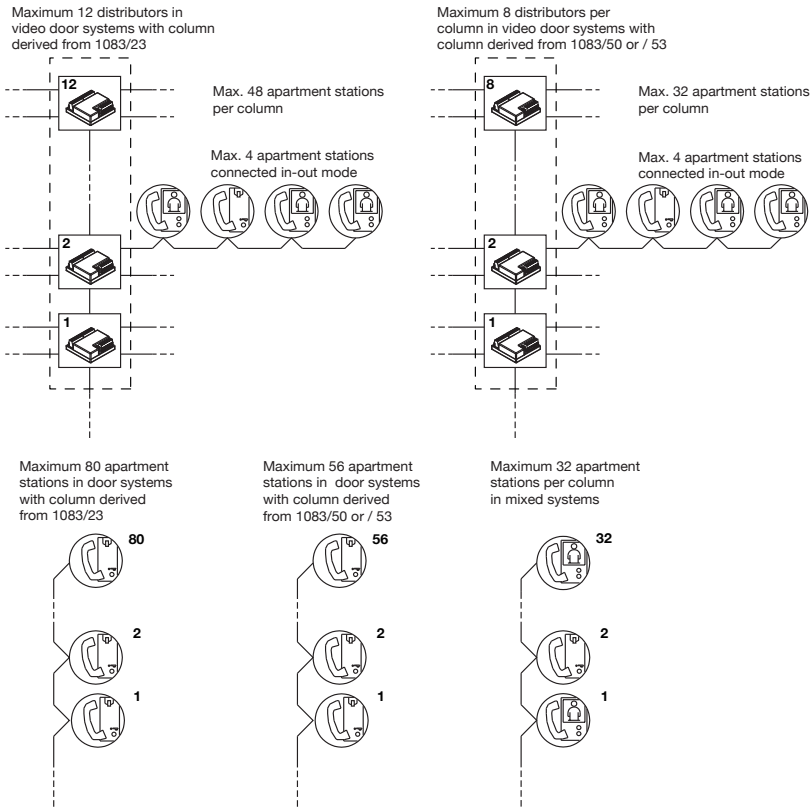 Maximum 12 distributors in
video door systems with column
derived from 1083/23
12
Max. 48 apartment stations
per column
Max. 4 apartment stations
connected in-out mode
2
1
Maximum 8 distributors per
column in video door systems with
column derived from 1083/50 or / 53
8
Max. 32 apartment stations
per column
Max. 4 apartment stations
connected in-out mode
2
1
Maximum 80 apartment
stations in door systems
with column derived
from 1083/23
80
2
1
Maximum 56 apartment
stations in door systems
with column derived
from 1083/50 or / 53
56
2
1
Maximum 32 apartment
stations per column
in mixed systems
32
2
1